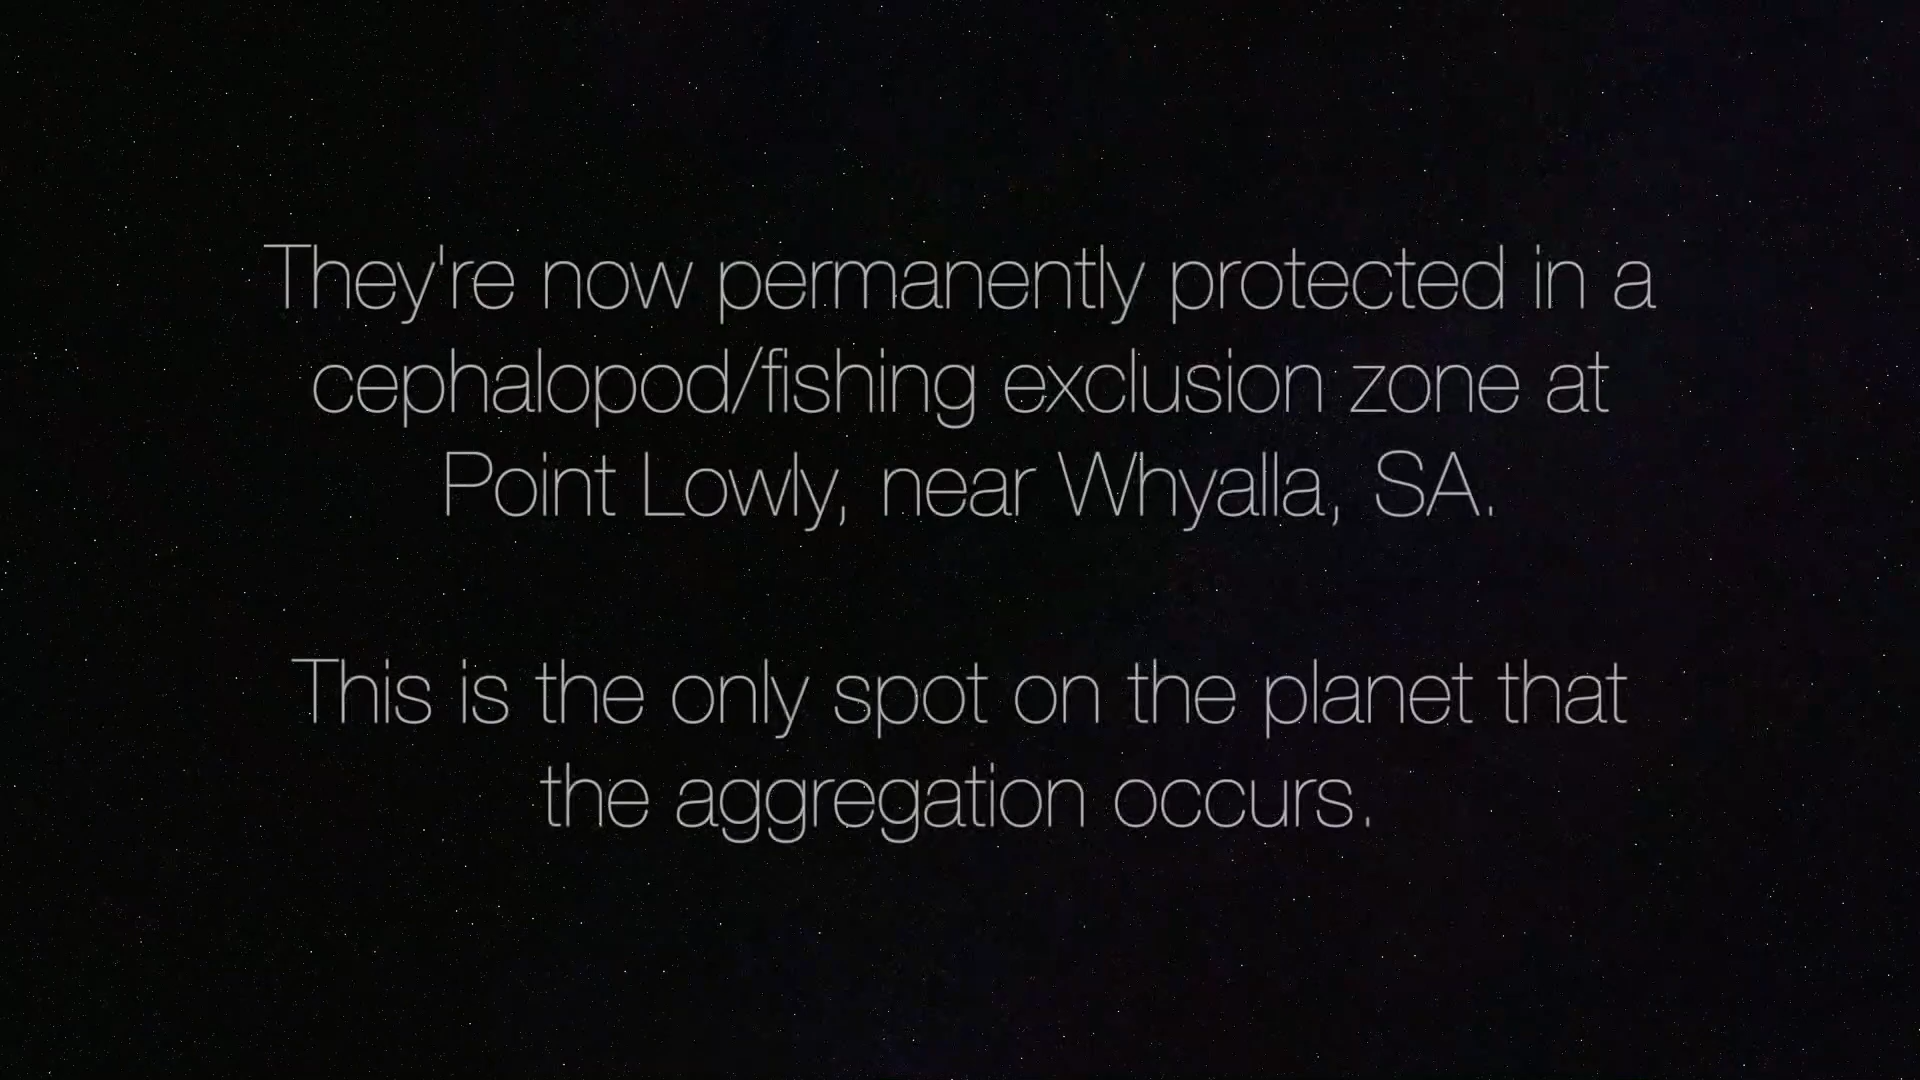 They're now permanently protected in a
cephalopod/fishing exclusion zone at
Point Lowly, near Whyalla, SA.
This is the only spot on the planet that
the aggregation occurs.